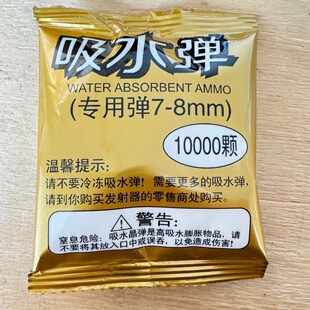 吸水弹
WATER ABSORBENT AMMO
(专用弹7-8mm)
10000颗
温馨提示:
请不要冷冻吸水弹! 需要更多的吸水弹,
请到你购买发射器的零售商处购买。
警告:
窒息危险: 吸水晶弹是高吸水膨胀物品, 请
不要将其放入口中或误吞, 以免造成伤害!